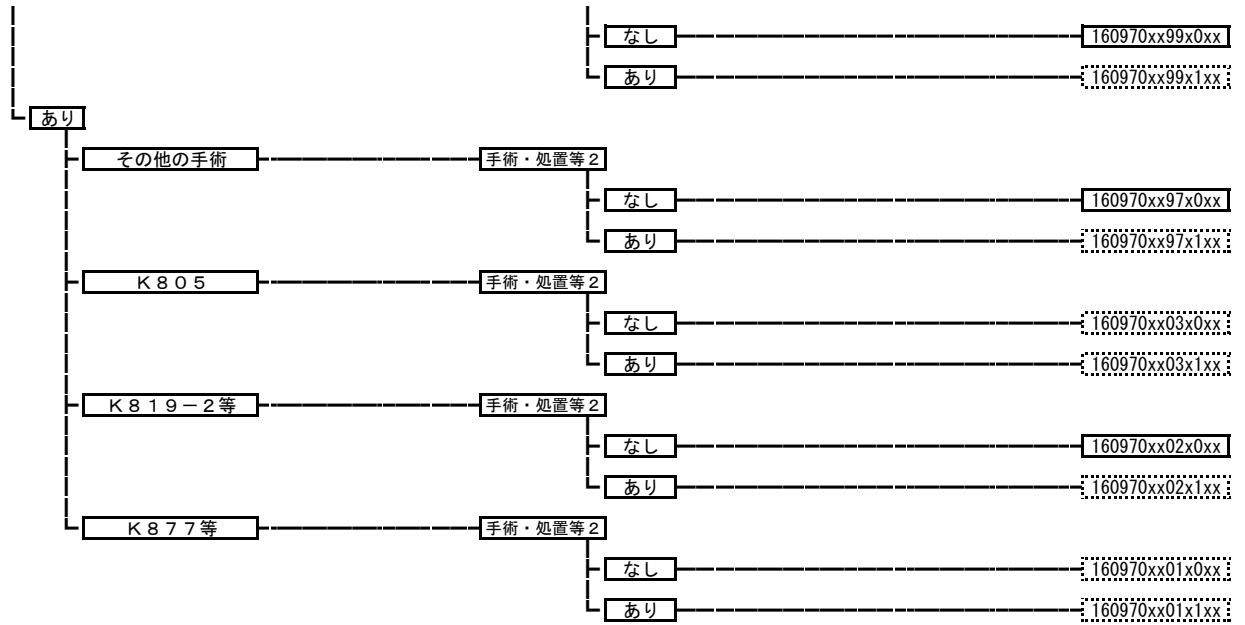 なし 160970xx99x0xx
あり 160970xx99x1xx
あり
その他の手術 手術・処置等２
なし 160970xx97x0xx
あり 160970xx97x1xx
Ｋ８０５ 手術・処置等２
なし 160970xx03x0xx
あり 160970xx03x1xx
Ｋ８１９－２等 手術・処置等２
なし 160970xx02x0xx
あり 160970xx02x1xx
Ｋ８７７等 手術・処置等２
なし 160970xx01x0xx
あり 160970xx01x1xx